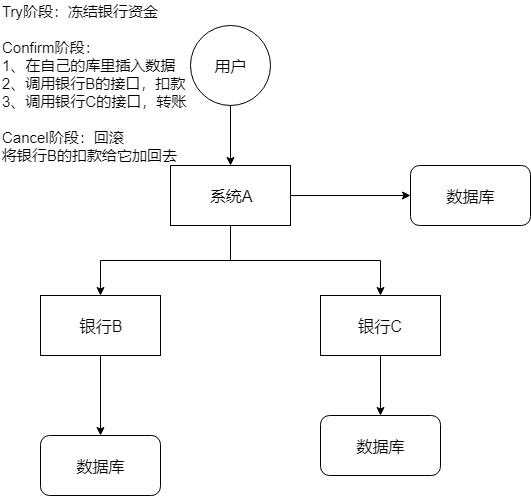 Try阶段：冻结银行资金
Confirm阶段：
1、在自己的库里插入数据
2、调用银行B的接口，扣款
3、调用银行C的接口，转账
Cancel阶段：回滚
将银行B的扣款给它加回去
用户
系统A
数据库
银行B
银行C
数据库
数据库